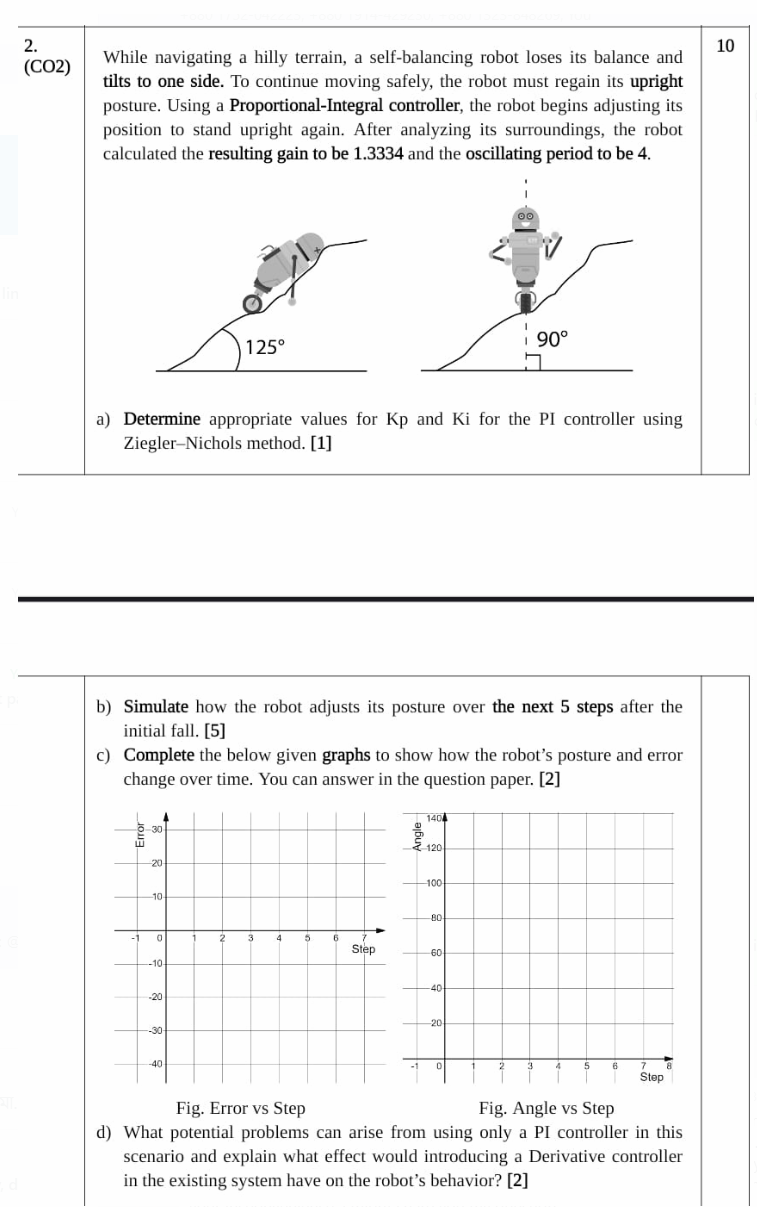 2.
(CO2)
10
While navigating a hilly terrain, a self-balancing robot loses its balance and
tilts to one side. To continue moving safely, the robot must regain its upright
posture. Using a Proportional-Integral controller, the robot begins adjusting its
position to stand upright again. After analyzing its surroundings, the robot
calculated the resulting gain to be 1.3334 and the oscillating period to be 4.
125°
90°
a) Determine appropriate values for Kp and Ki for the PI controller using
Ziegler–Nichols method. [1]
b) Simulate how the robot adjusts its posture over the next 5 steps after the
initial fall. [5]
c) Complete the below given graphs to show how the robot's posture and error
change over time. You can answer in the question paper. [2]
Error
30
20
10
-1 0 1 2 3 4 5 6 7
Step
-10
-20
-30
-40
Angle
140
120
100
80
60
40
20
-1 0 1 2 3 4 5 6 7 8
Step
Fig. Error vs Step
Fig. Angle vs Step
d) What potential problems can arise from using only a PI controller in this
scenario and explain what effect would introducing a Derivative controller
in the existing system have on the robot's behavior? [2]